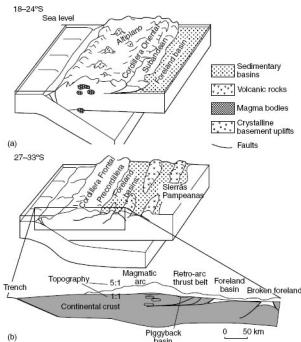 18–24°S
Sea level
Altiplano
Cordillera Oriental
Subandean
Foreland basin
Sedimentary basins
Volcanic rocks
Magma bodies
Crystalline basement uplifts
Faults
(a)
27–33°S
Cordillera Frontal
Precordillera
Foreland basins
Sierras Pampeanas
Trench
Topography
5:1
1:1
Magmatic arc
Retro-arc thrust belt
Foreland basin
Broken foreland
Continental crust
Piggyback basin
0 50 km
(b)